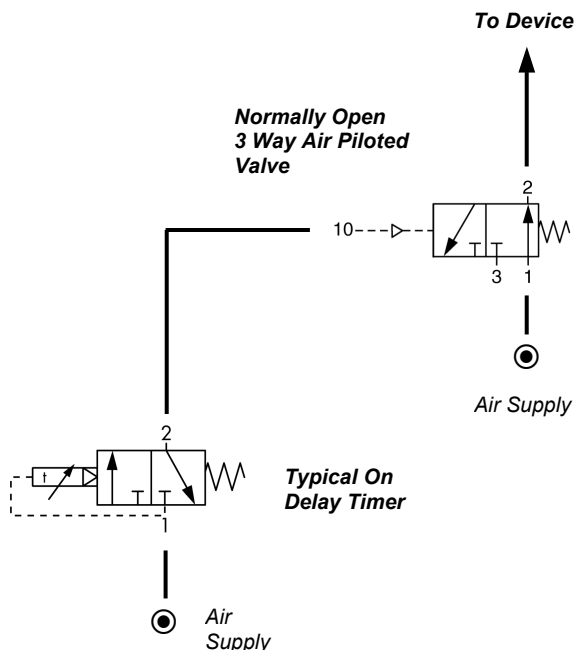 To Device
Normally Open
3 Way Air Piloted
Valve
2
10
3
1
Air Supply
2
t
Typical On
Delay Timer
1
Air
Supply